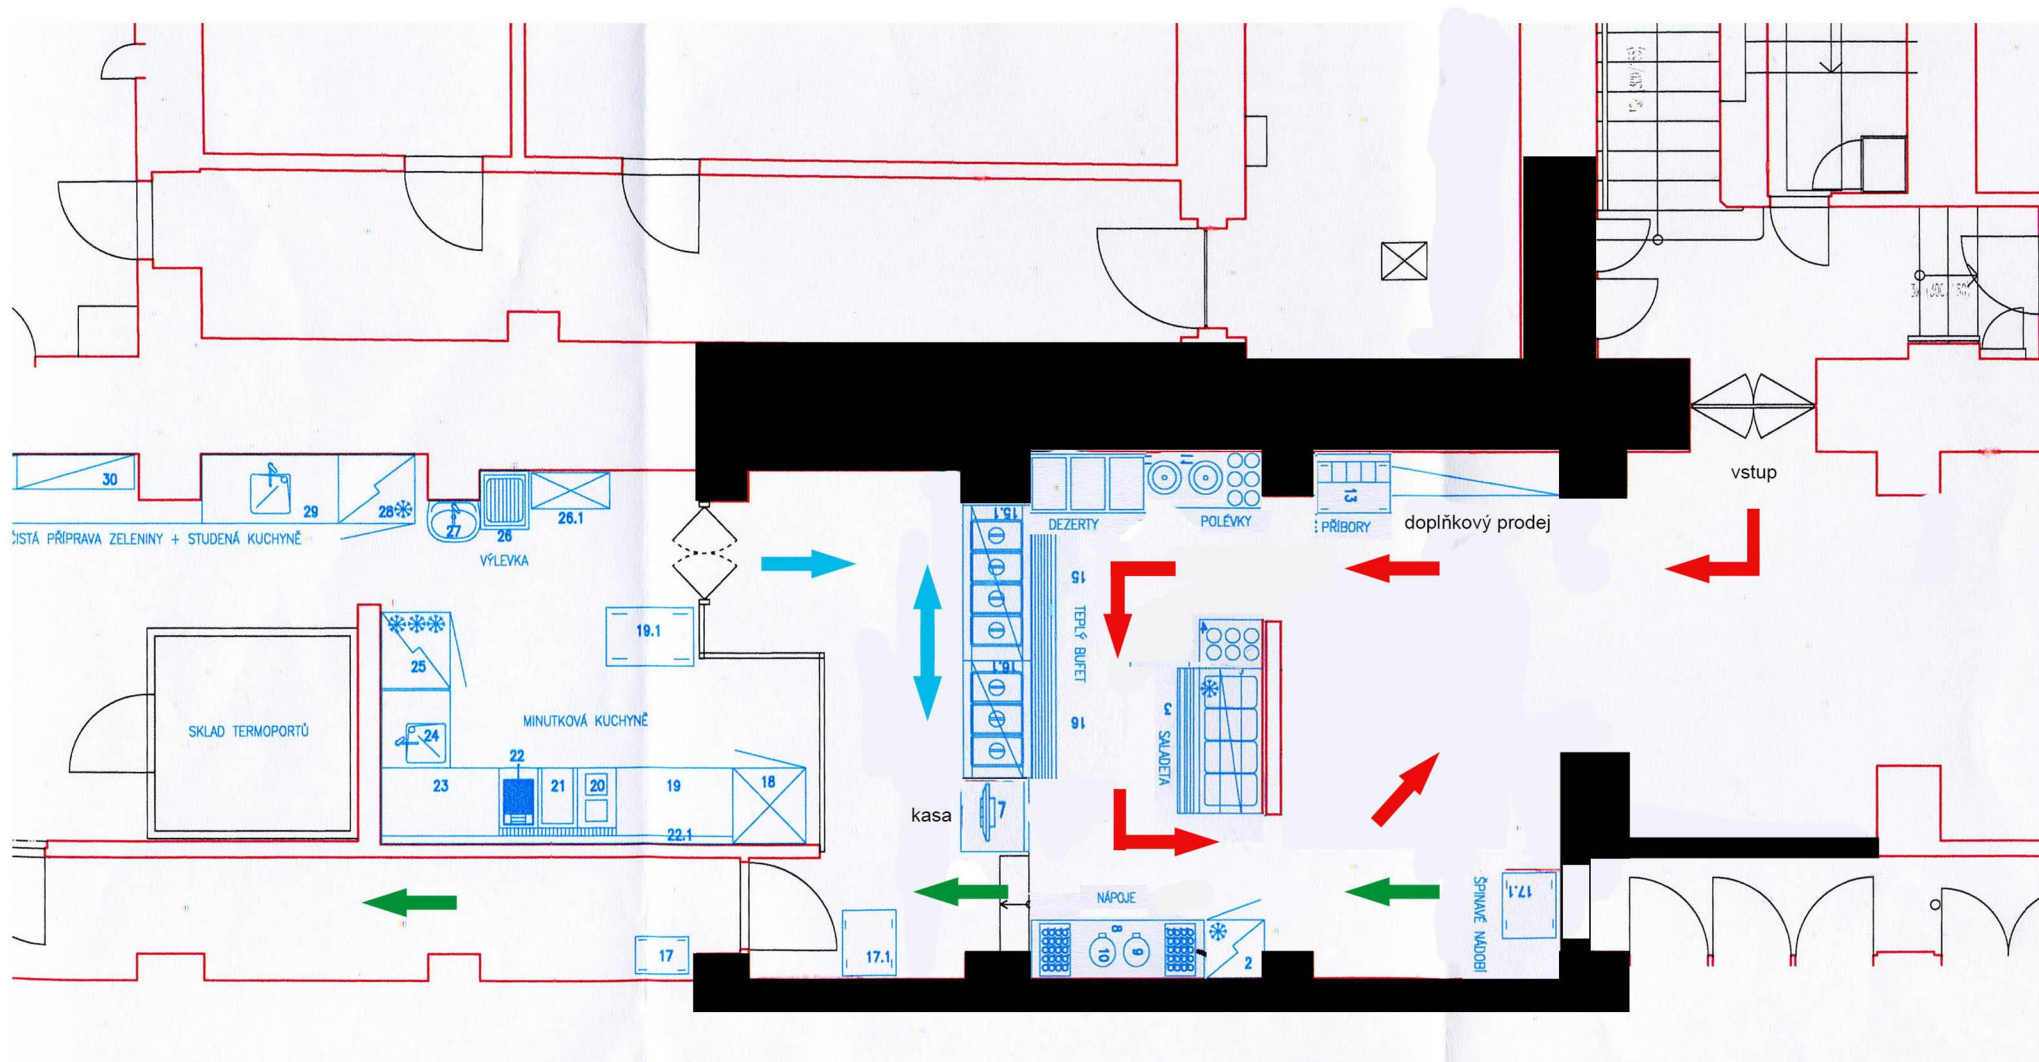 vstup
30
29
28
27
26
26.1
ČISTÁ PŘÍPRAVA ZELENINY + STUDENÁ KUCHYNĚ
VÝLEVKA
DEZERTY
POLÉVKY
13
PŘÍBORY
doplňkový prodej
15.1
15
TEPLÝ BUFET
16.1
16
19.1
25
24
SKLAD TERMOPORTŮ
MINUTKOVÁ KUCHYNĚ
22
23
21
20
19
18
22.1
4
3
SALADETA
kasa
7
NÁPOJE
8
10
9
2
ŠPINAVÉ NÁDOBÍ
17.1
17
17.1